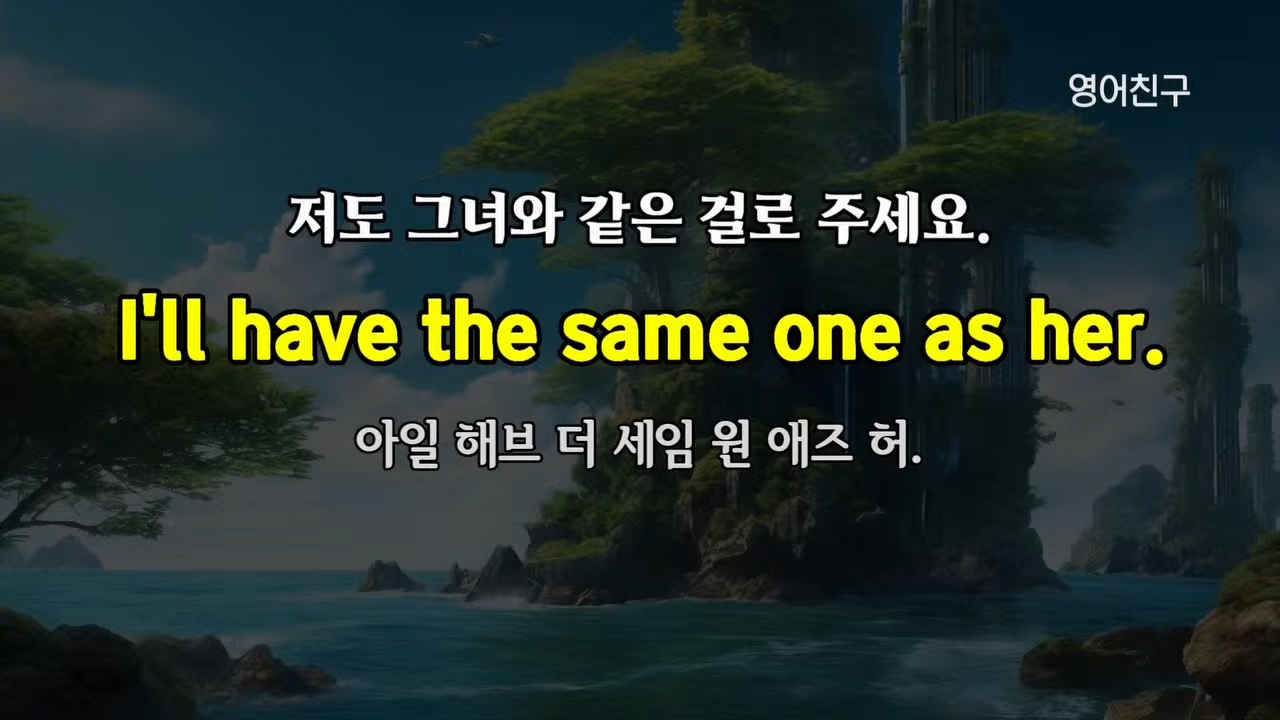 영어친구
저도 그녀와 같은 걸로 주세요.
I'll have the same one as her.
아일 해브 더 세임 원 애즈 허.